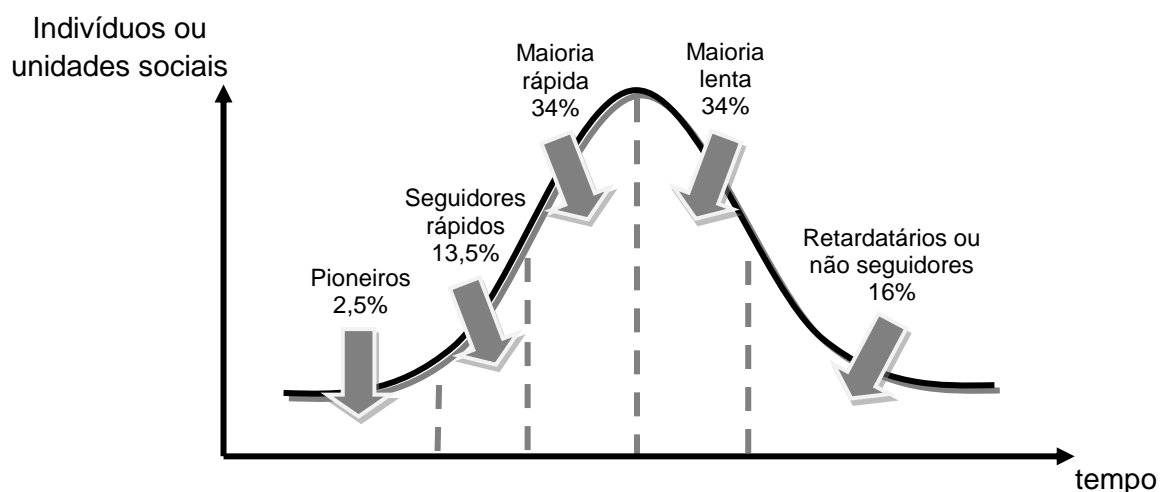 Indivíduos ou
unidades sociais
Maioria
rápida
34%
Maioria
lenta
34%
Seguidores
rápidos
13,5%
Retardatários ou
não seguidores
16%
Pioneiros
2,5%
tempo